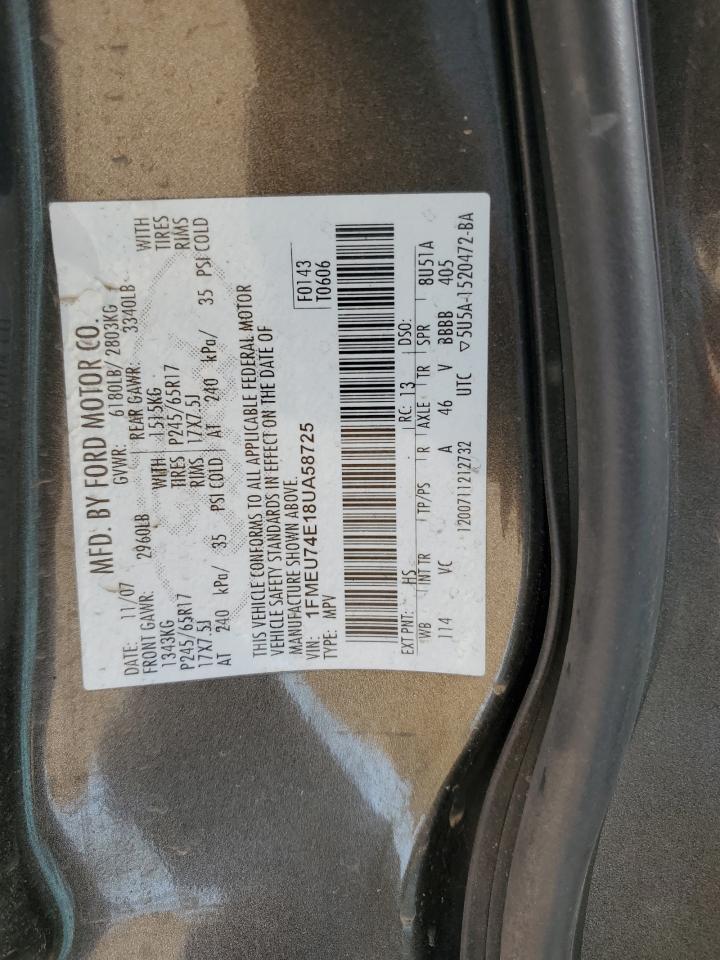 MFD. BY FORD MOTOR CO.
DATE: 11/07 GVWR: 6180LB/ 2803KG
FRONT GAWR: 2960LB REAR GAWR: 3340LB
1343KG WITH 1515KG WITH
P245/65R17 TIRES P245/65R17 TIRES
17X7.5J RIMS 17X7.5J RIMS
AT 240 kPa/ 35 PSI COLD AT 240 kPa/ 35 PSI COLD
THIS VEHICLE CONFORMS TO ALL APPLICABLE FEDERAL MOTOR
VEHICLE SAFETY STANDARDS IN EFFECT ON THE DATE OF
MANUFACTURE SHOWN ABOVE.
VIN: 1FMEU74E18UA58725 F0143
TYPE: MPV T0606
EXT PNT: HS RC: 13 DSO:
WB INT TR TP/PS R AXLE TR SPR 8U51A
114 VC A 46 V BBBB 405
1200711212732 UTC ▽5U5A-1520472-BA